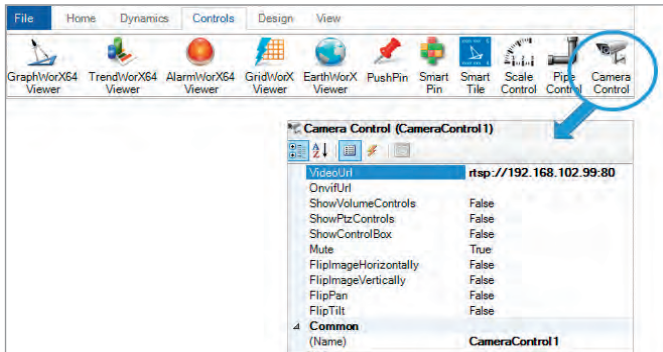 File Home Dynamics Controls Design View
GraphWorX64 Viewer TrendWorX64 Viewer AlarmWorX64 Viewer GridWorX Viewer EarthWorX Viewer PushPin Smart Pin Smart Tile Scale Control Pipe Control Camera Control
Camera Control (CameraControl1)
VideoUrl rtsp://192.168.102.99:80
OnvifUrl
ShowVolumeControls False
ShowPtzControls False
ShowControlBox False
Mute True
FlipImageHorizontally False
FlipImageVertically False
FlipPan False
FlipTilt False
Common
(Name) CameraControl1